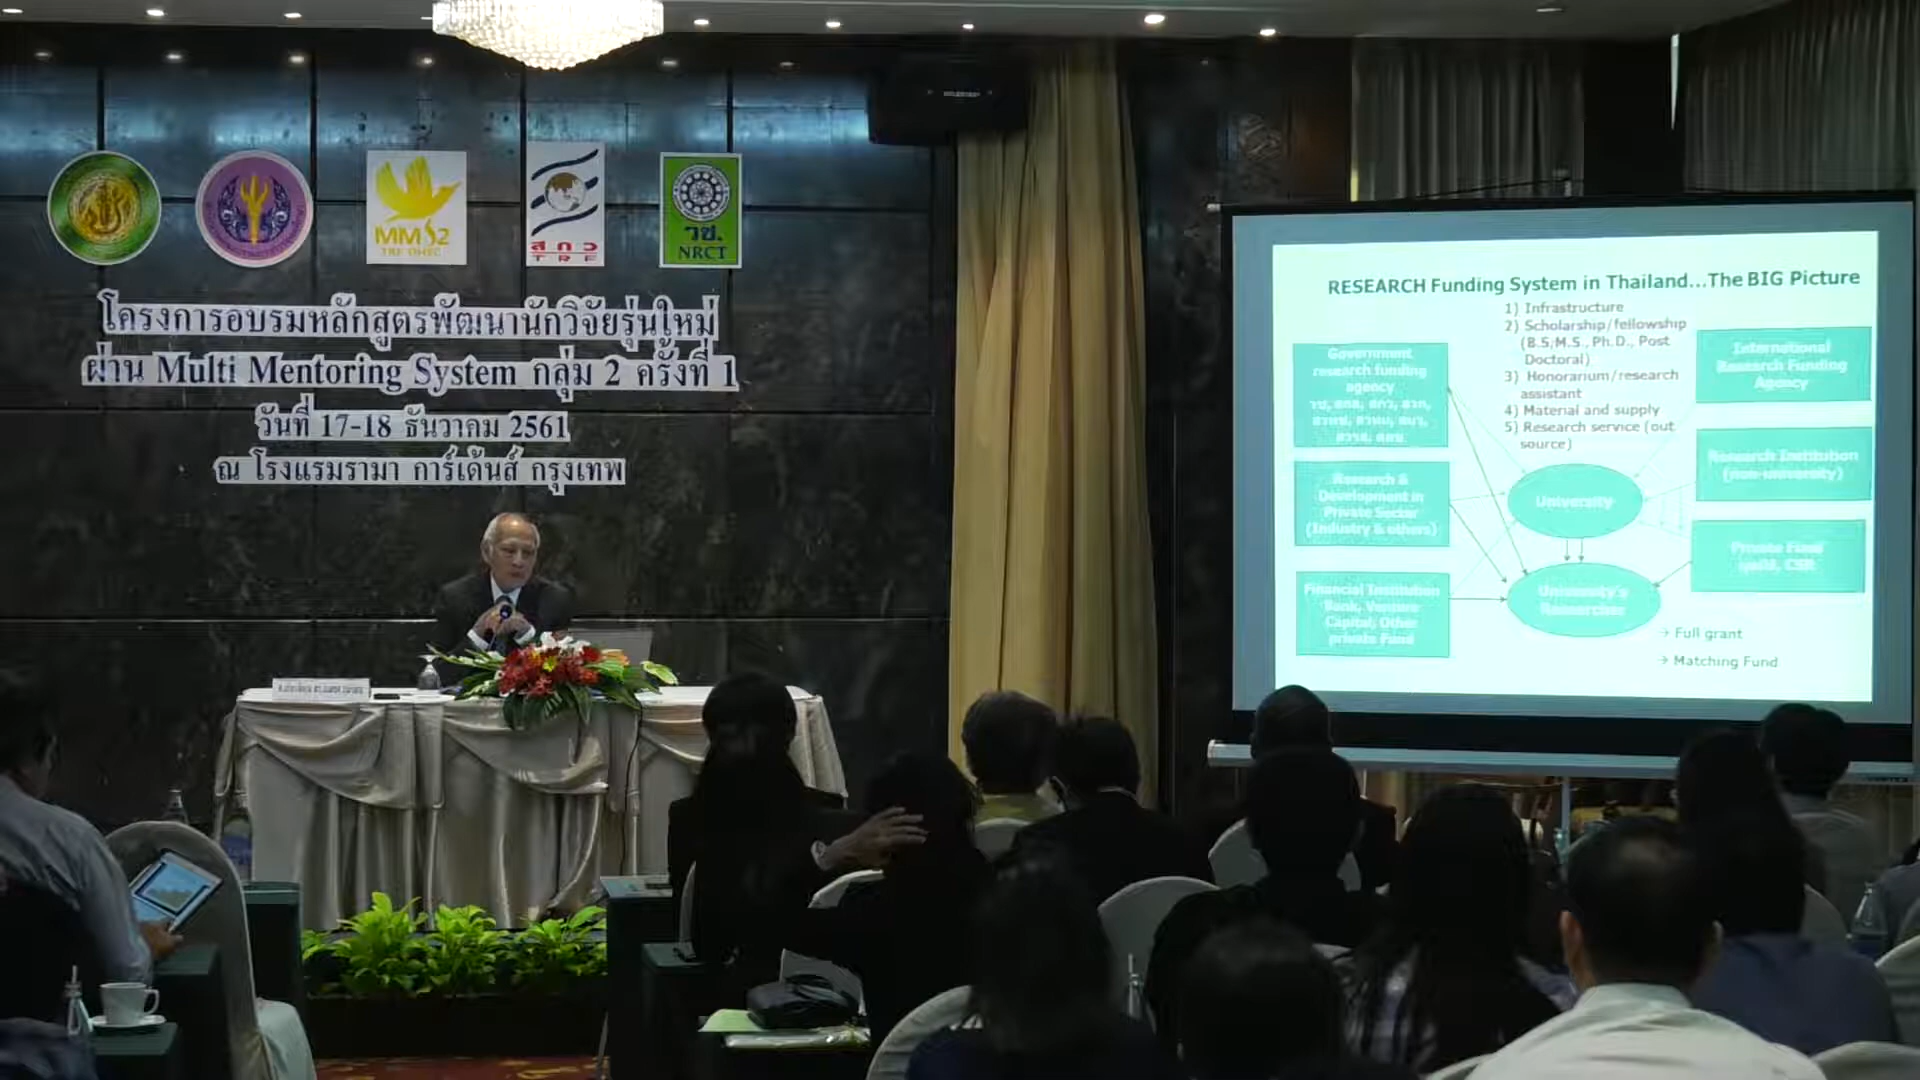 MMS2
TRF-OHEC
สกว
TRF
วช.
NRCT
โครงการอบรมหลักสูตรพัฒนานักวิจัยรุ่นใหม่
ผ่าน Multi Mentoring System กลุ่ม 2 ครั้งที่ 1
วันที่ 17-18 ธันวาคม 2561
ณ โรงแรมรามา การ์เด้นส์ กรุงเทพ
RESEARCH Funding System in Thailand...The BIG Picture
1) Infrastructure
2) Scholarship/fellowship
(B.S,M.S., Ph.D., Post
Doctoral)
3) Honorarium/research
assistant
4) Material and supply
5) Research service (out
source)
Government
research funding
agency
Research &
Development in
Private Sector
(Industry & others)
Financial Institution
Bank, Venture
Capital, Other
private Fund
University
University's
Researcher
International
Research Funding
Agency
Research Institution
(non-university)
Private Fund
CSR
→ Full grant
→ Matching Fund